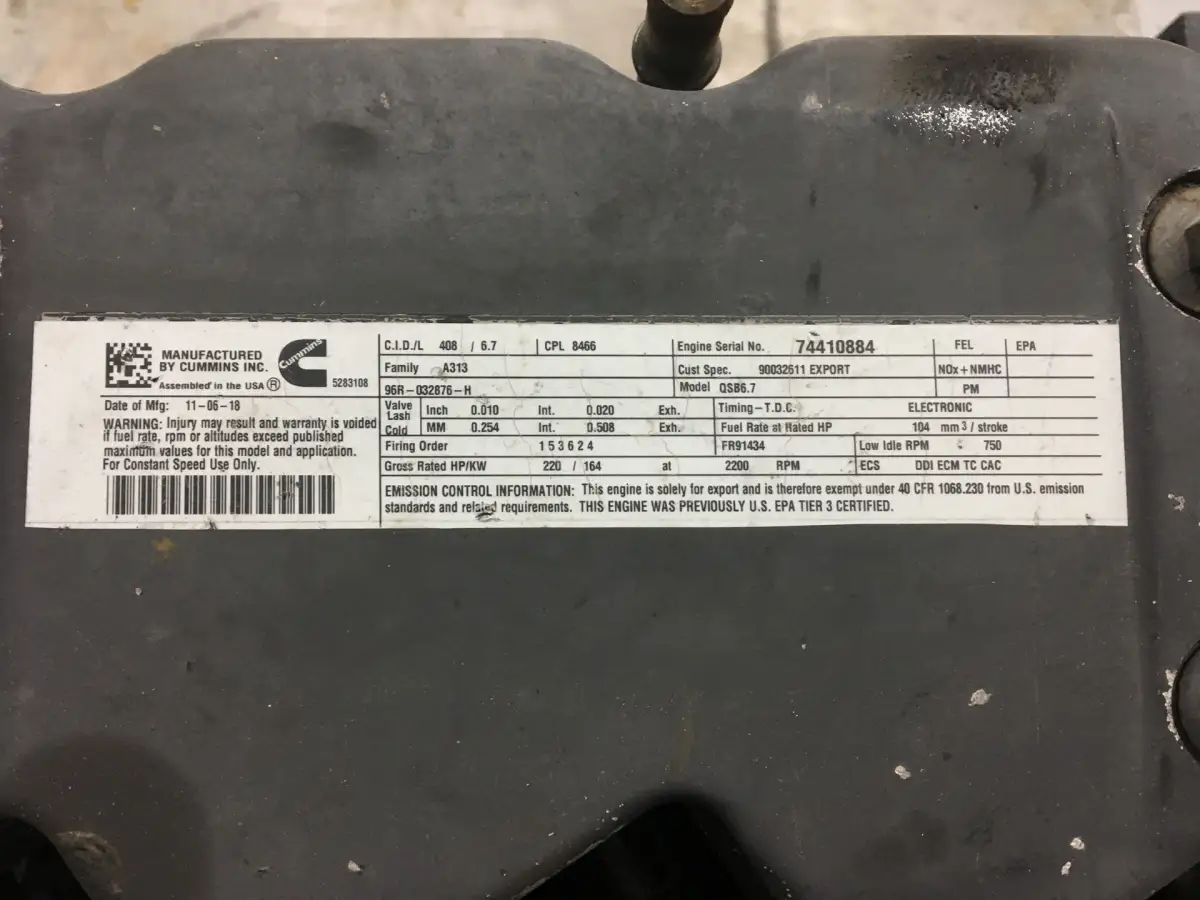 MANUFACTURED
BY CUMMINS INC.
Assembled in the USA ®
Cummins
5283108
Date of Mfg: 11-06-18
WARNING: Injury may result and warranty is voided
if fuel rate, rpm or altitudes exceed published
maximum values for this model and application.
For Constant Speed Use Only.
C.I.D./L 408 / 6.7 CPL 8466 Engine Serial No. 74410884 FEL EPA
Family A313 Cust Spec. 90032611 EXPORT NOx+NMHC
96R-032876-H Model QSB6.7 PM
Valve Lash Cold Inch 0.010 Int. 0.020 Exh. Timing-T.D.C. ELECTRONIC
MM 0.254 Int. 0.508 Exh. Fuel Rate at Rated HP 104 mm3 / stroke
Firing Order 1 5 3 6 2 4 FR91434 Low Idle RPM 750
Gross Rated HP/KW 220 / 164 at 2200 RPM ECS DDI ECM TC CAC
EMISSION CONTROL INFORMATION: This engine is solely for export and is therefore exempt under 40 CFR 1068.230 from U.S. emission
standards and related requirements. THIS ENGINE WAS PREVIOUSLY U.S. EPA TIER 3 CERTIFIED.